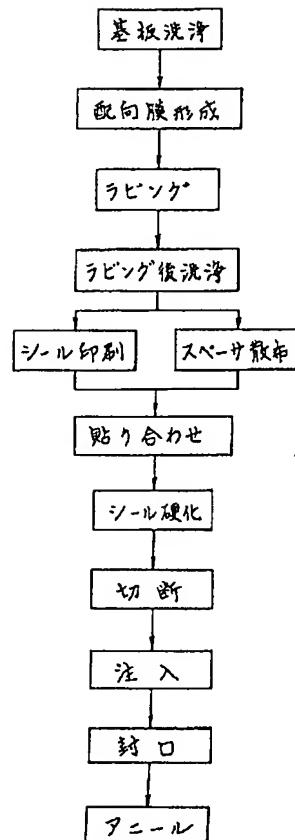 基板洗浄
配向膜形成
ラビング
ラビング後洗浄
シール印刷
スペーサ散布
貼り合わせ
シール硬化
切断
注入
封口
アニール